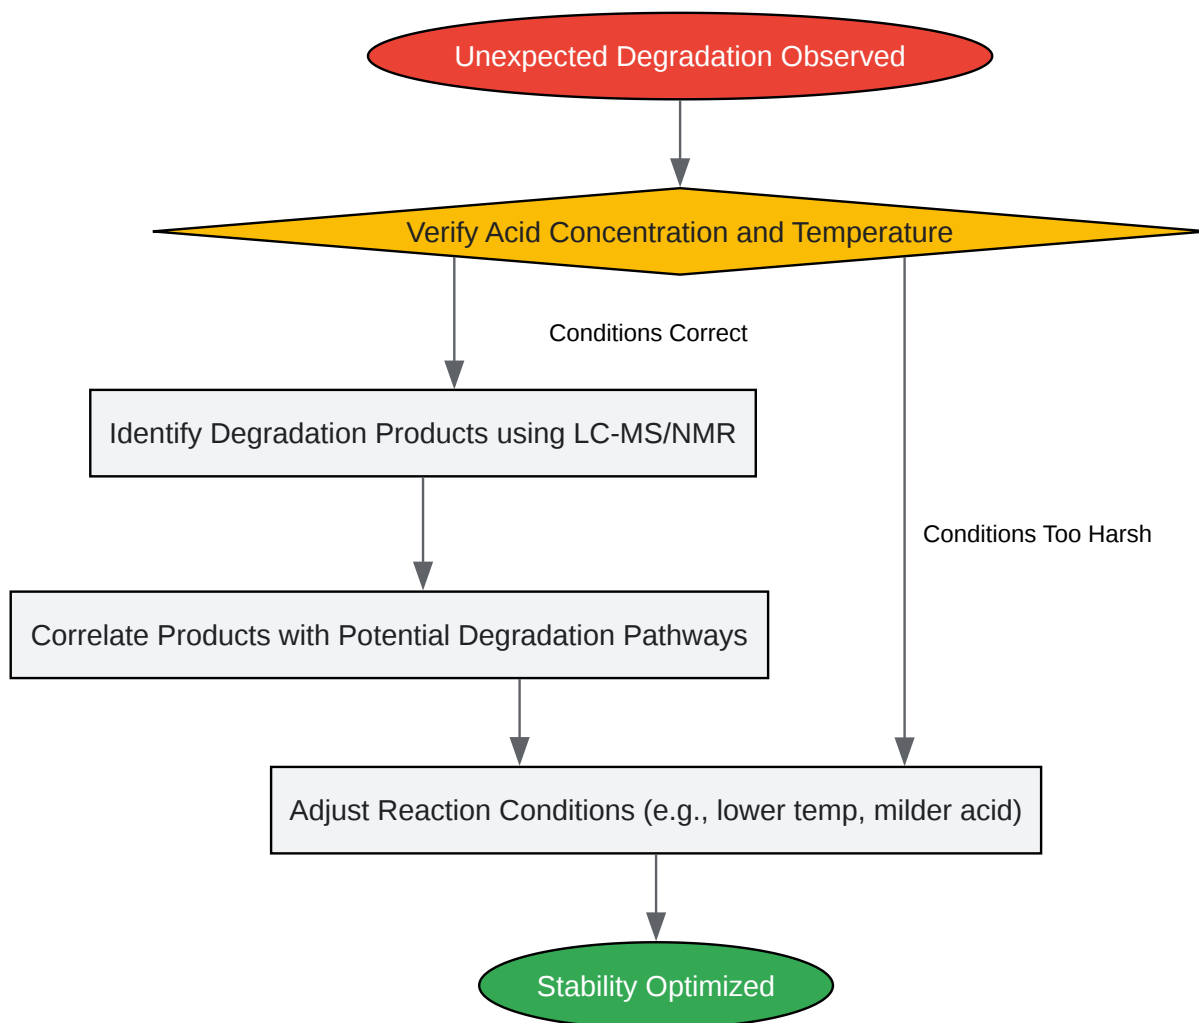 Unexpected Degradation Observed
Verify Acid Concentration and Temperature
Conditions Correct
Identify Degradation Products using LC-MS/NMR
Conditions Too Harsh
Correlate Products with Potential Degradation Pathways
Adjust Reaction Conditions (e.g., lower temp, milder acid)
Stability Optimized